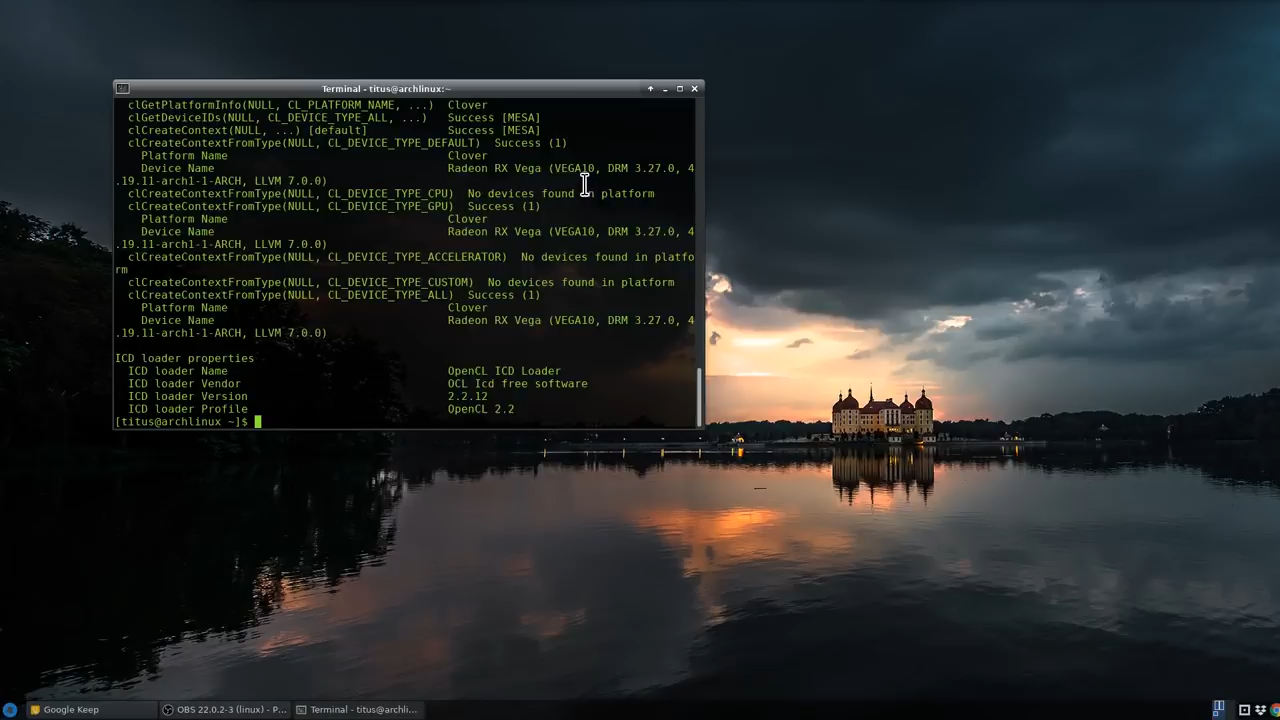 Terminal - titus@archlinux:~
clGetPlatformInfo(NULL, CL_PLATFORM_NAME, ...)  Clover
clGetDeviceIDs(NULL, CL_DEVICE_TYPE_ALL, ...)   Success [MESA]
clCreateContext(NULL, ...) [default]            Success [MESA]
clCreateContextFromType(NULL, CL_DEVICE_TYPE_DEFAULT)  Success (1)
Platform Name                                 Clover
Device Name                                   Radeon RX Vega (VEGA10, DRM 3.27.0, 4
.19.11-arch1-1-ARCH, LLVM 7.0.0)
clCreateContextFromType(NULL, CL_DEVICE_TYPE_CPU)  No devices found in platform
clCreateContextFromType(NULL, CL_DEVICE_TYPE_GPU)  Success (1)
Platform Name                                 Clover
Device Name                                   Radeon RX Vega (VEGA10, DRM 3.27.0, 4
.19.11-arch1-1-ARCH, LLVM 7.0.0)
clCreateContextFromType(NULL, CL_DEVICE_TYPE_ACCELERATOR)  No devices found in platfo
rm
clCreateContextFromType(NULL, CL_DEVICE_TYPE_CUSTOM)  No devices found in platform
clCreateContextFromType(NULL, CL_DEVICE_TYPE_ALL)  Success (1)
Platform Name                                 Clover
Device Name                                   Radeon RX Vega (VEGA10, DRM 3.27.0, 4
.19.11-arch1-1-ARCH, LLVM 7.0.0)
ICD loader properties
ICD loader Name                                 OpenCL ICD Loader
ICD loader Vendor                               OCL Icd free software
ICD loader Version                              2.2.12
ICD loader Profile                              OpenCL 2.2
[titus@archlinux ~]$
Google Keep
OBS 22.0.2-3 (linux) - P...
Terminal - titus@archli...